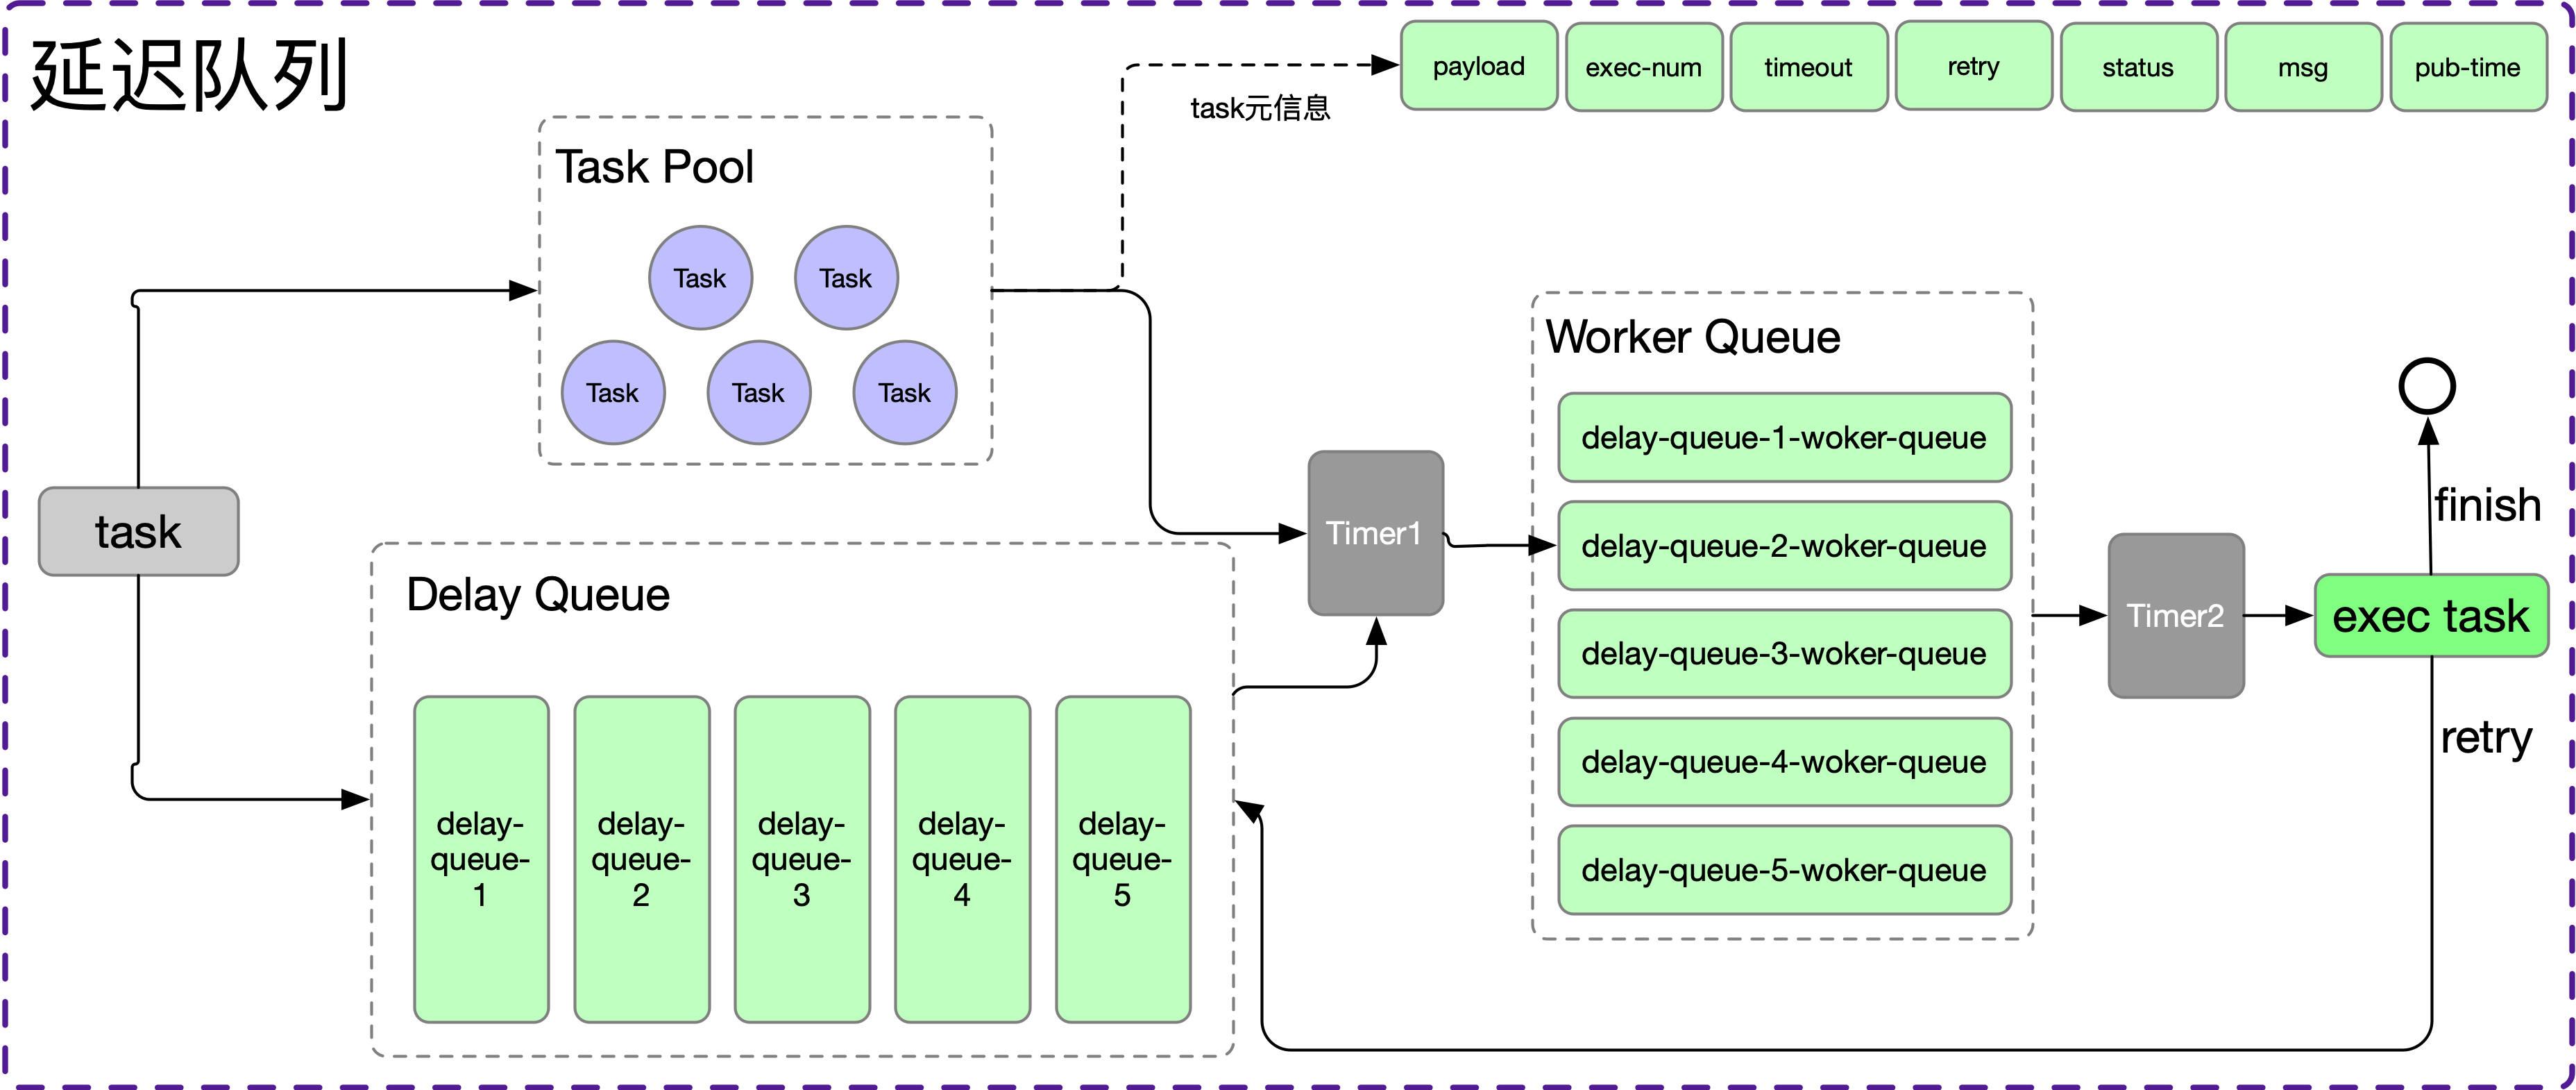 延迟队列
payload
exec-num
timeout
retry
status
msg
pub-time
task元信息
Task Pool
Task
Task
Task
Task
Task
task
Delay Queue
delay-
queue-
1
delay-
queue-
2
delay-
queue-
3
delay-
queue-
4
delay-
queue-
5
Timer1
Worker Queue
delay-queue-1-woker-queue
delay-queue-2-woker-queue
delay-queue-3-woker-queue
delay-queue-4-woker-queue
delay-queue-5-woker-queue
Timer2
finish
exec task
retry